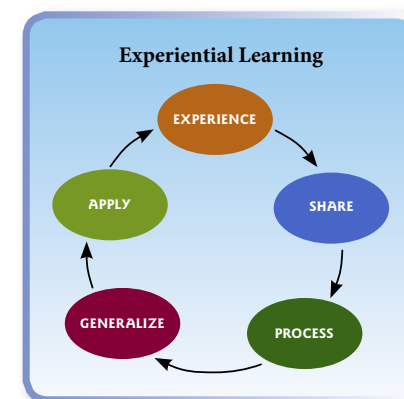 Experiential Learning
EXPERIENCE
SHARE
PROCESS
GENERALIZE
APPLY